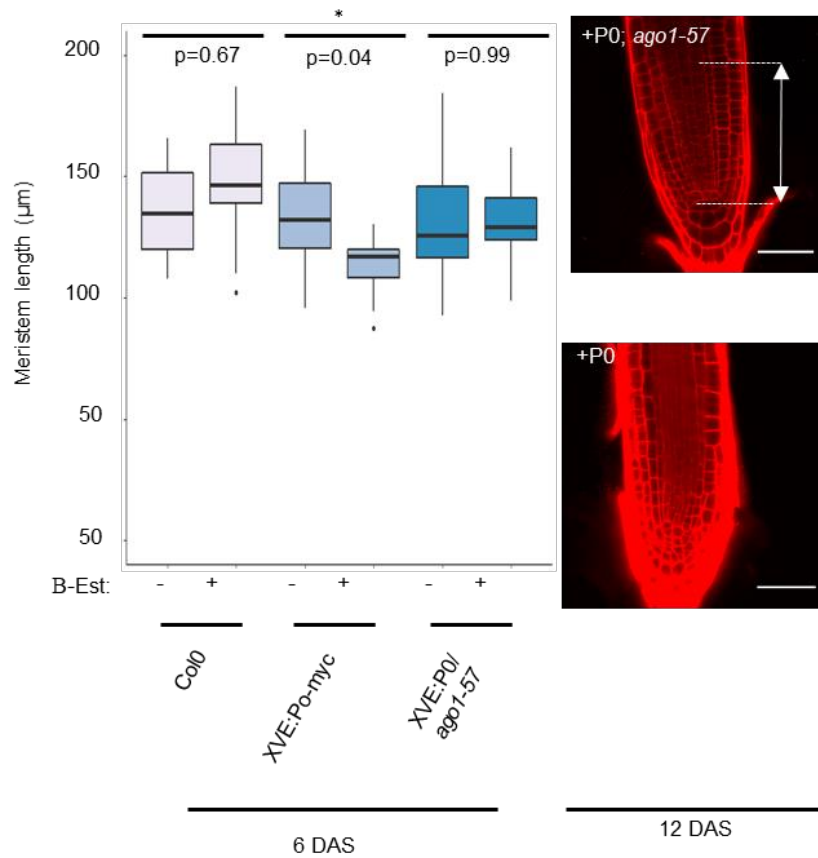 *
p=0.67
p=0.04
p=0.99
Meristem length (µm)
200
150
100
50
50
B-Est:
- + - + - +
Col0
XVE:Po-myc
XVE:P0/
ago1-57
6 DAS
+P0; ago1-57
+P0
12 DAS